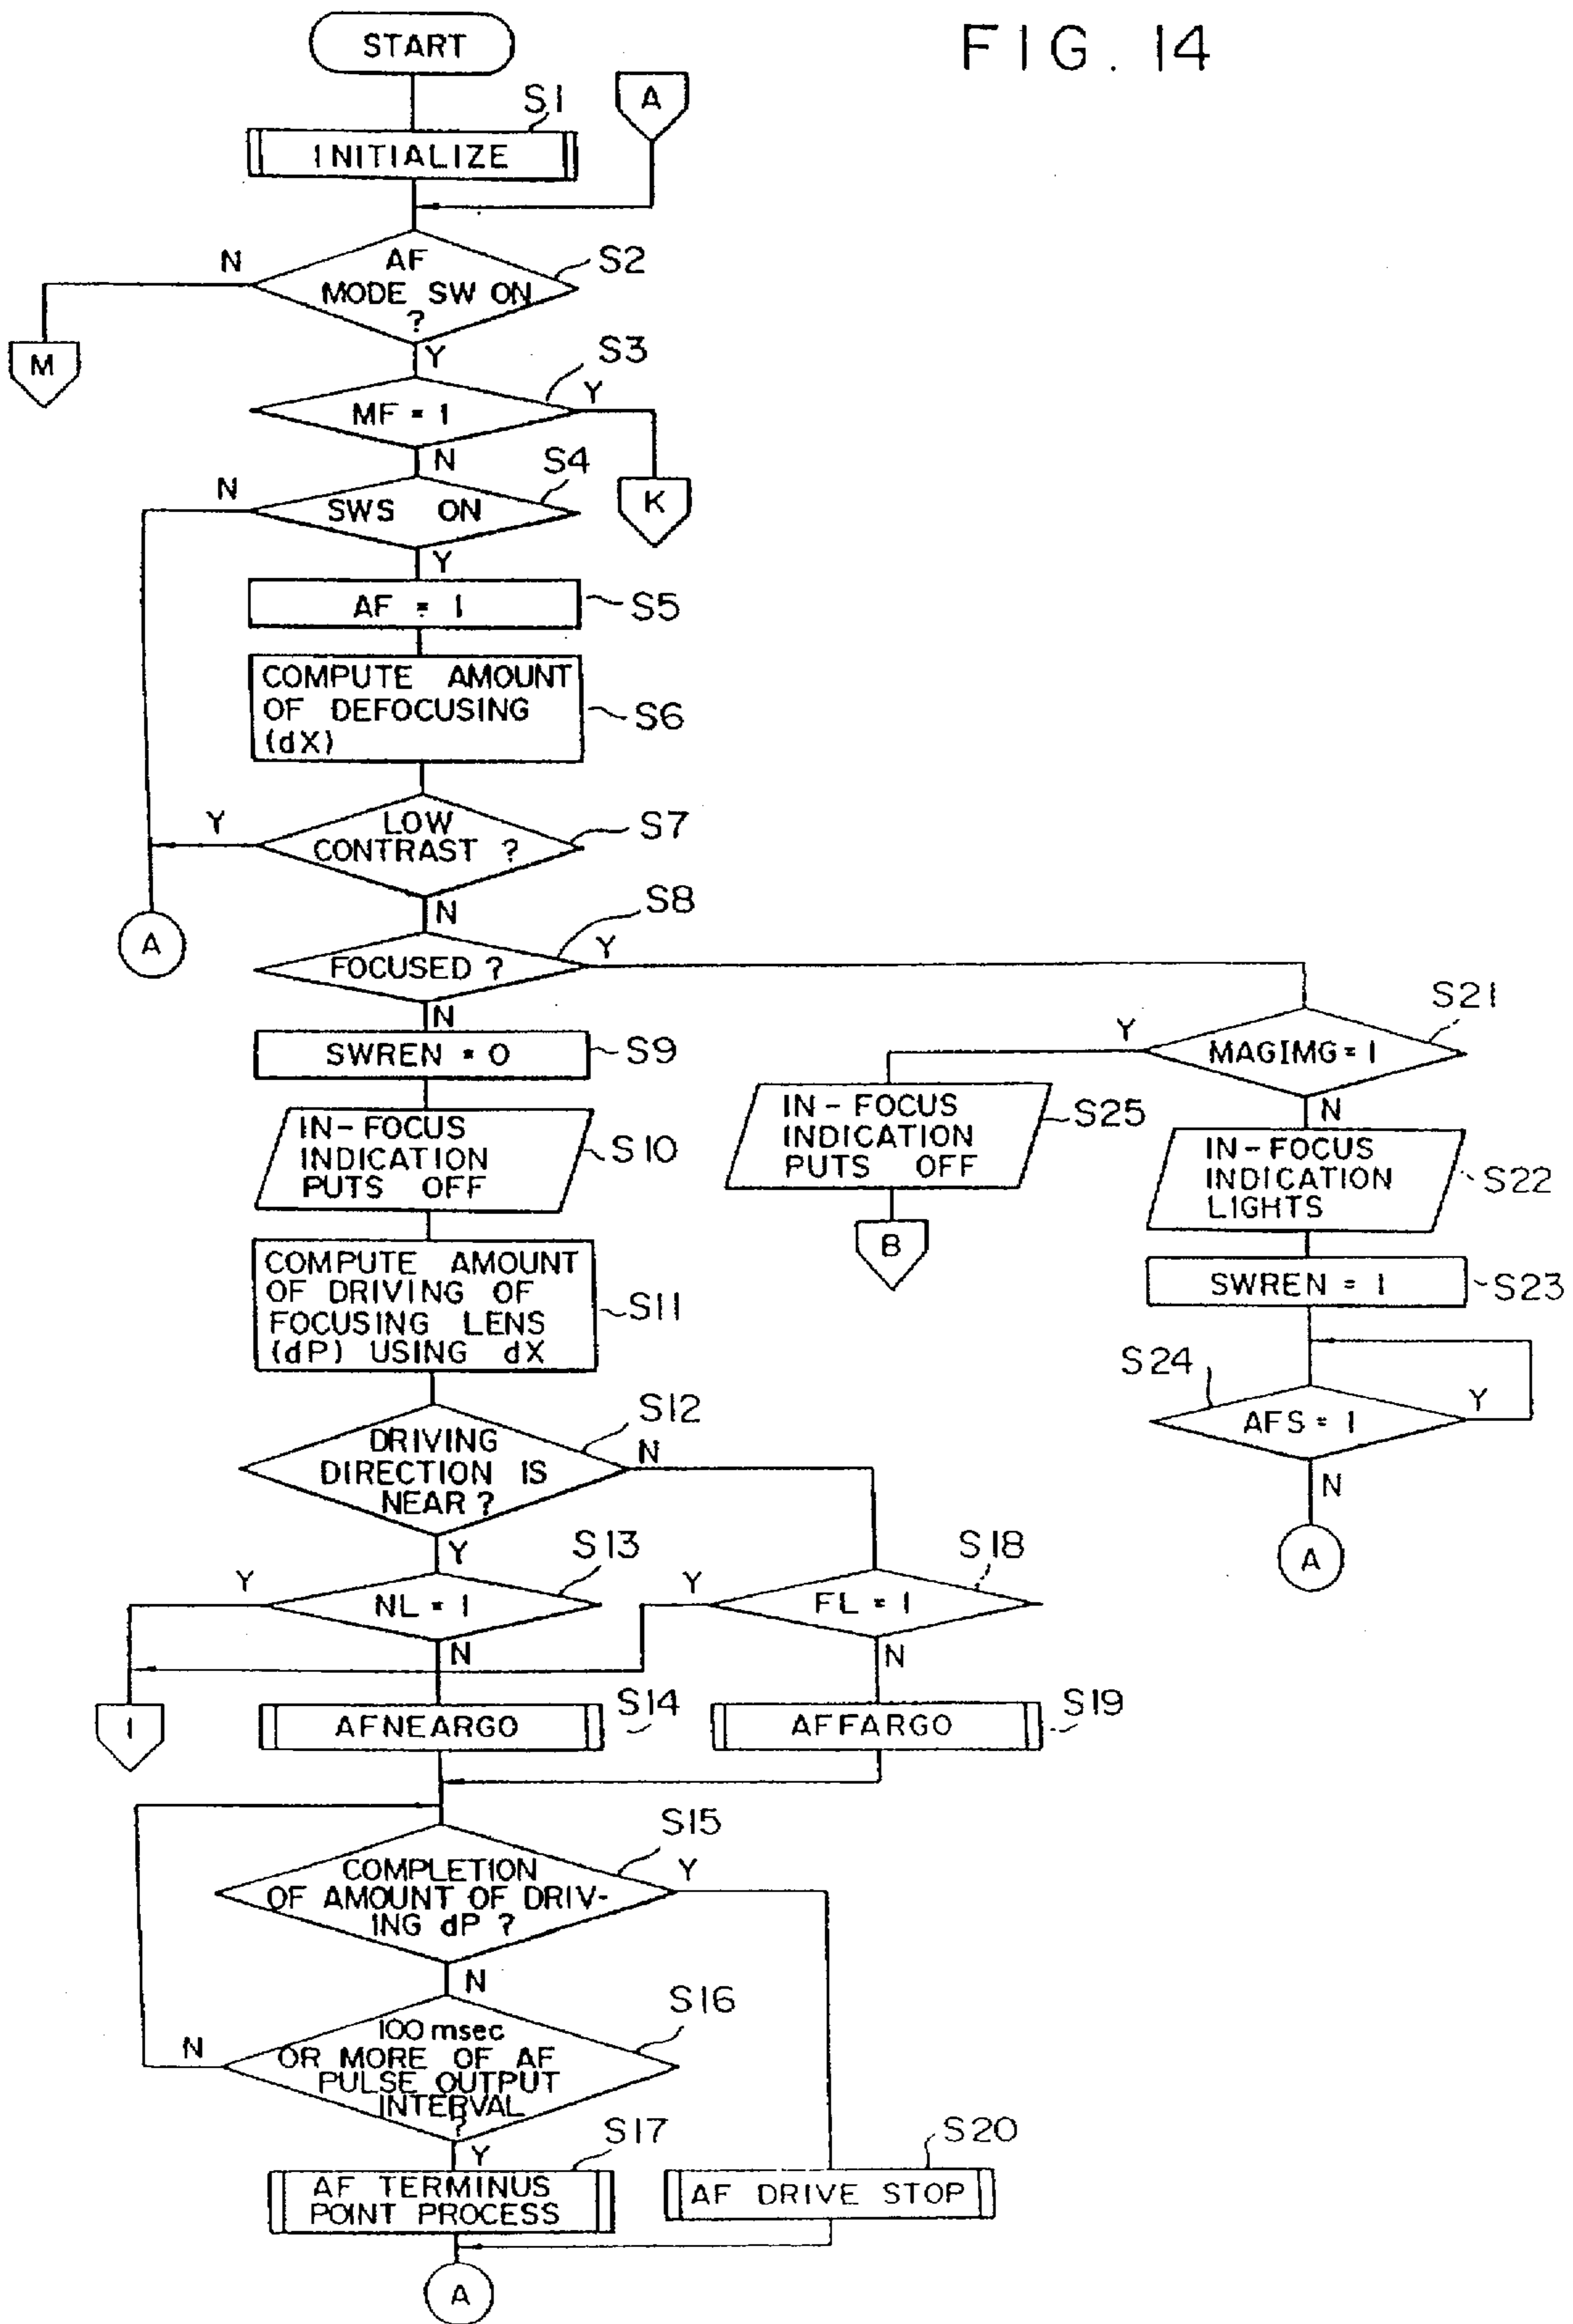 FIG. 14
START
A
S1
INITIALIZE
N
AF
MODE SW ON
?
S2
M
Y
S3
MF = 1
Y
N
S4
K
N
SWS ON
Y
AF = 1
S5
COMPUTE AMOUNT
OF DEFOCUSING
(dX)
S6
Y
LOW
CONTRAST ?
S7
A
N
S8
FOCUSED ?
Y
N
SWREN = 0
S9
S21
Y
MAGIMG = 1
N
IN-FOCUS
INDICATION
PUTS OFF
S10
IN-FOCUS
INDICATION
PUTS OFF
S25
B
IN-FOCUS
INDICATION
LIGHTS
S22
SWREN = 1
S23
S24
AFS = 1
Y
N
A
COMPUTE AMOUNT
OF DRIVING OF
FOCUSING LENS
(dP) USING dX
S11
S12
DRIVING
DIRECTION IS
NEAR ?
N
Y
S13
Y
NL = 1
N
S18
Y
FL = 1
N
I
AFNEARGO
S14
AFFARGO
S19
S15
COMPLETION
OF AMOUNT OF DRIV-
ING dP ?
Y
N
S16
N
100 msec
OR MORE OF AF
PULSE OUTPUT
INTERVAL
?
Y
S17
AF TERMINUS
POINT PROCESS
S20
AF DRIVE STOP
A